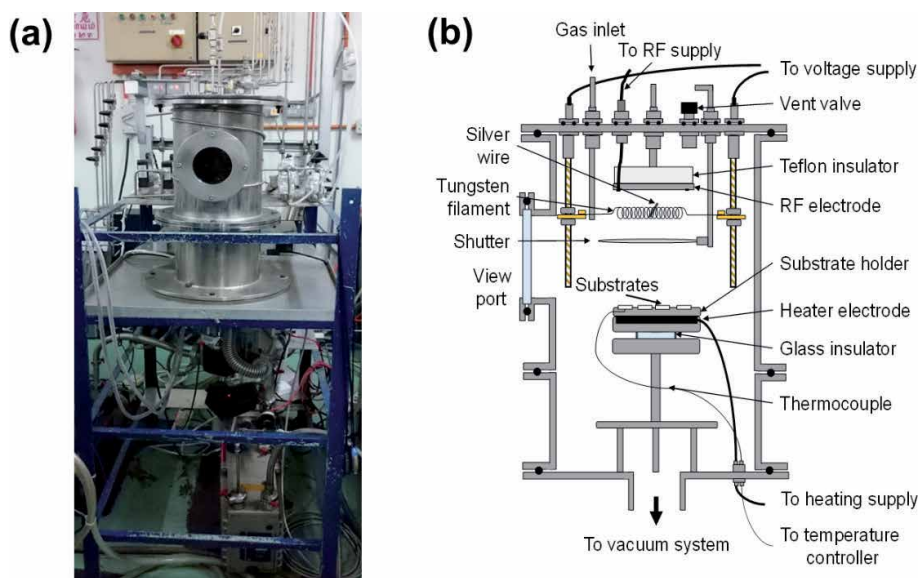 (a)
(b)
Gas inlet
To RF supply
To voltage supply
Vent valve
Silver
wire
Teflon insulator
Tungsten
filament
RF electrode
Shutter
View
port
Substrates
Substrate holder
Heater electrode
Glass insulator
Thermocouple
To heating supply
To vacuum system
To temperature
controller